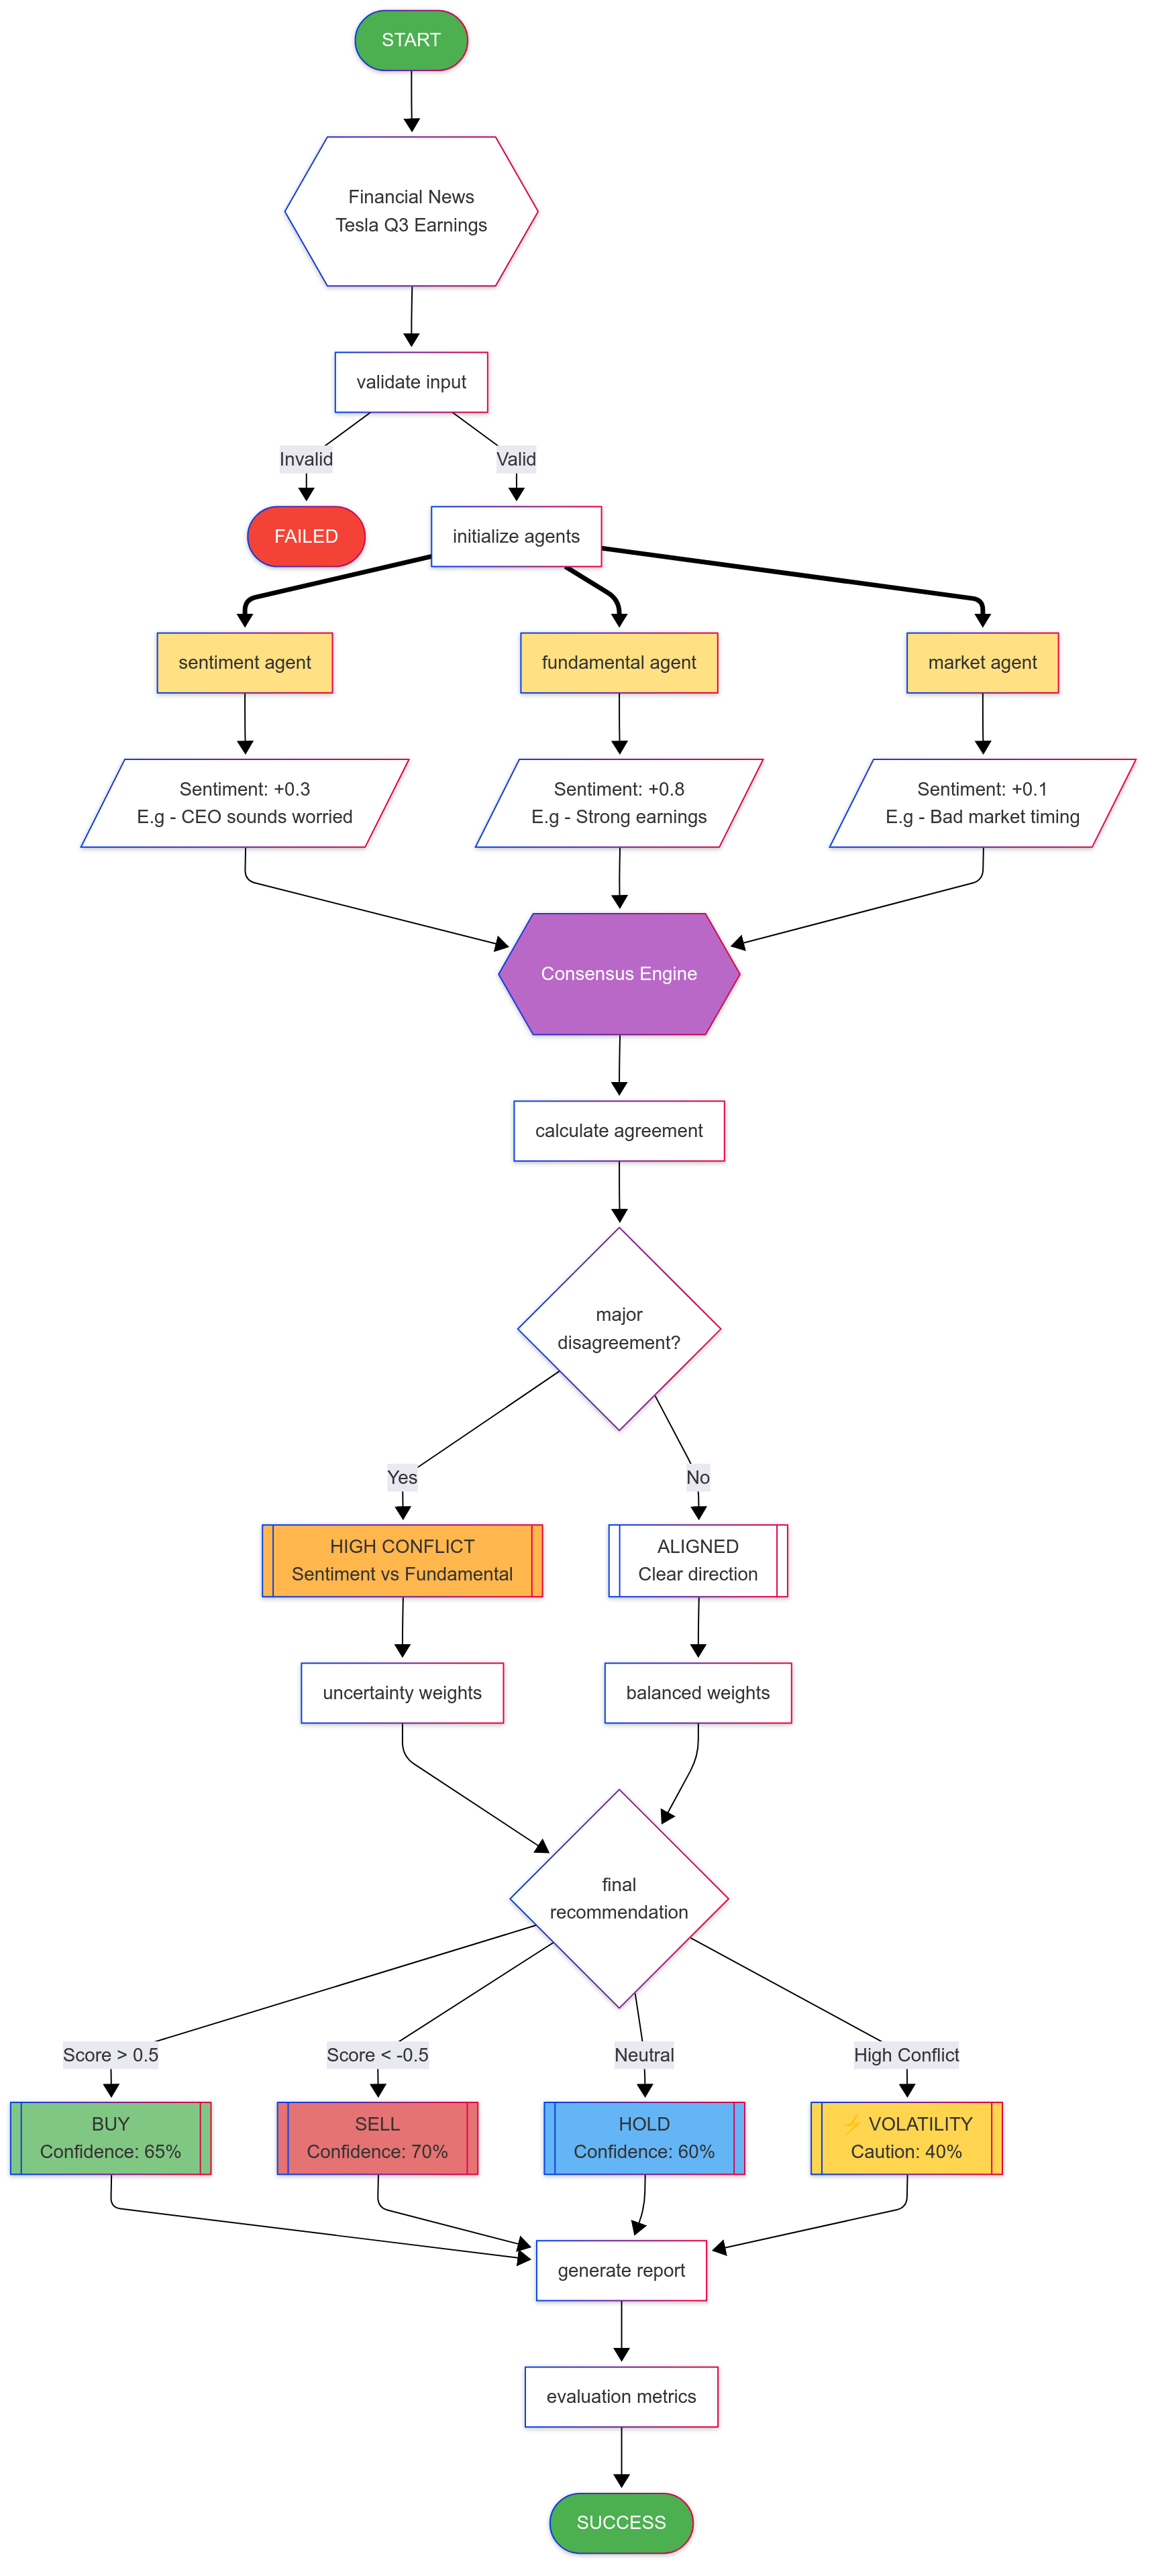 START
Financial News
Tesla Q3 Earnings
validate input
Invalid
Valid
FAILED
initialize agents
sentiment agent
fundamental agent
market agent
Sentiment: +0.3
E.g - CEO sounds worried
Sentiment: +0.8
E.g - Strong earnings
Sentiment: +0.1
E.g - Bad market timing
Consensus Engine
calculate agreement
major
disagreement?
Yes
No
HIGH CONFLICT
Sentiment vs Fundamental
ALIGNED
Clear direction
uncertainty weights
balanced weights
final
recommendation
Score > 0.5
Score < -0.5
Neutral
High Conflict
BUY
Confidence: 65%
SELL
Confidence: 70%
HOLD
Confidence: 60%
⚡ VOLATILITY
Caution: 40%
generate report
evaluation metrics
SUCCESS